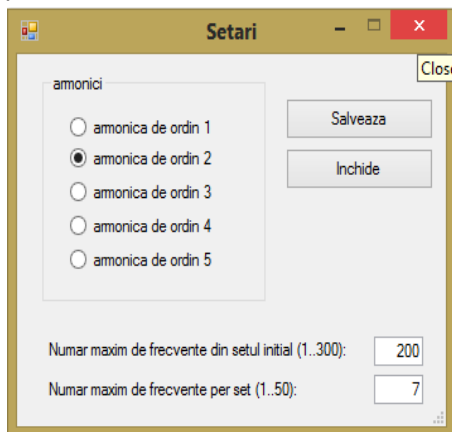 Setari
Close
armonici
armonica de ordin 1
armonica de ordin 2
armonica de ordin 3
armonica de ordin 4
armonica de ordin 5
Salveaza
Inchide
Numar maxim de frecvente din setul initial (1..300): 200
Numar maxim de frecvente per set (1..50): 7